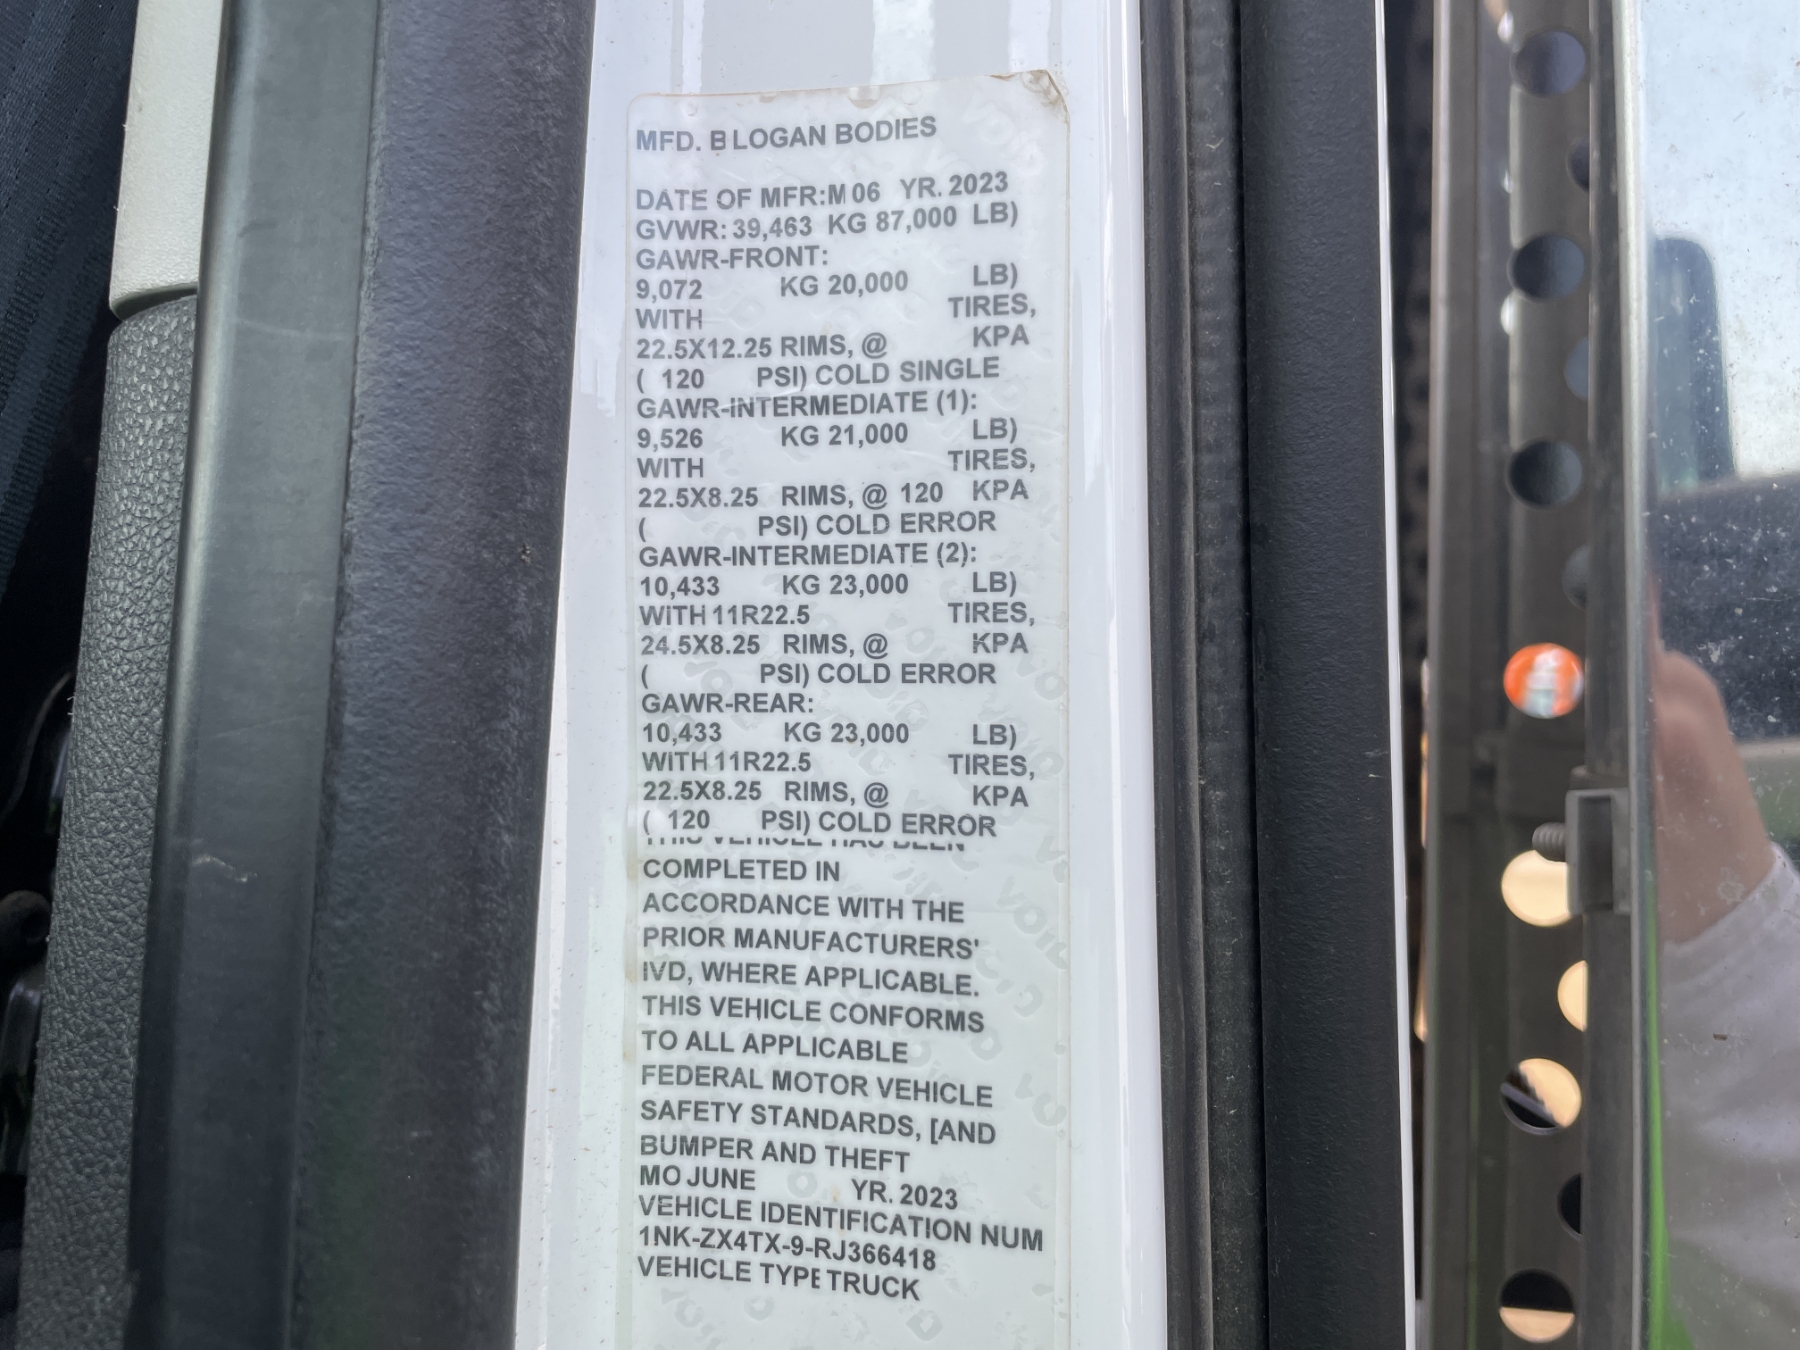 MFD. B LOGAN BODIES
DATE OF MFR:M 06 YR. 2023
GVWR: 39,463 KG 87,000 LB)
GAWR-FRONT:
9,072 KG 20,000 LB)
WITH TIRES,
22.5X12.25 RIMS, @ KPA
( 120 PSI) COLD SINGLE
GAWR-INTERMEDIATE (1):
9,526 KG 21,000 LB)
WITH TIRES,
22.5X8.25 RIMS, @ 120 KPA
( PSI) COLD ERROR
GAWR-INTERMEDIATE (2):
10,433 KG 23,000 LB)
WITH 11R22.5 TIRES,
24.5X8.25 RIMS, @ KPA
( PSI) COLD ERROR
GAWR-REAR:
10,433 KG 23,000 LB)
WITH 11R22.5 TIRES,
22.5X8.25 RIMS, @ KPA
( 120 PSI) COLD ERROR
THIS VEHICLE HAS BEEN
COMPLETED IN
ACCORDANCE WITH THE
PRIOR MANUFACTURERS'
IVD, WHERE APPLICABLE.
THIS VEHICLE CONFORMS
TO ALL APPLICABLE
FEDERAL MOTOR VEHICLE
SAFETY STANDARDS, [AND
BUMPER AND THEFT
MO JUNE YR. 2023
VEHICLE IDENTIFICATION NUM
1NK-ZX4TX-9-RJ366418
VEHICLE TYPE TRUCK